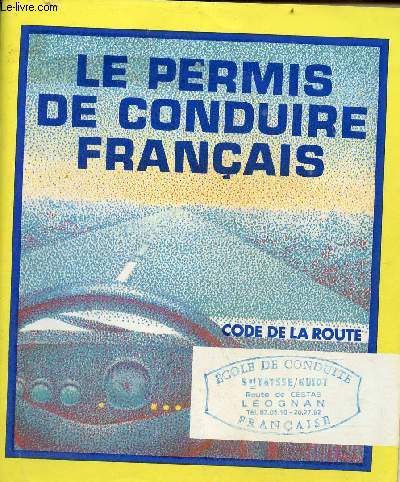 Le-livre.com
LE PERMIS
DE CONDUIRE
FRANÇAIS
CODE DE LA ROUTE
ECOLE DE CONDUITE
Route de CESTAS
LEOGNAN
FRANÇAISE